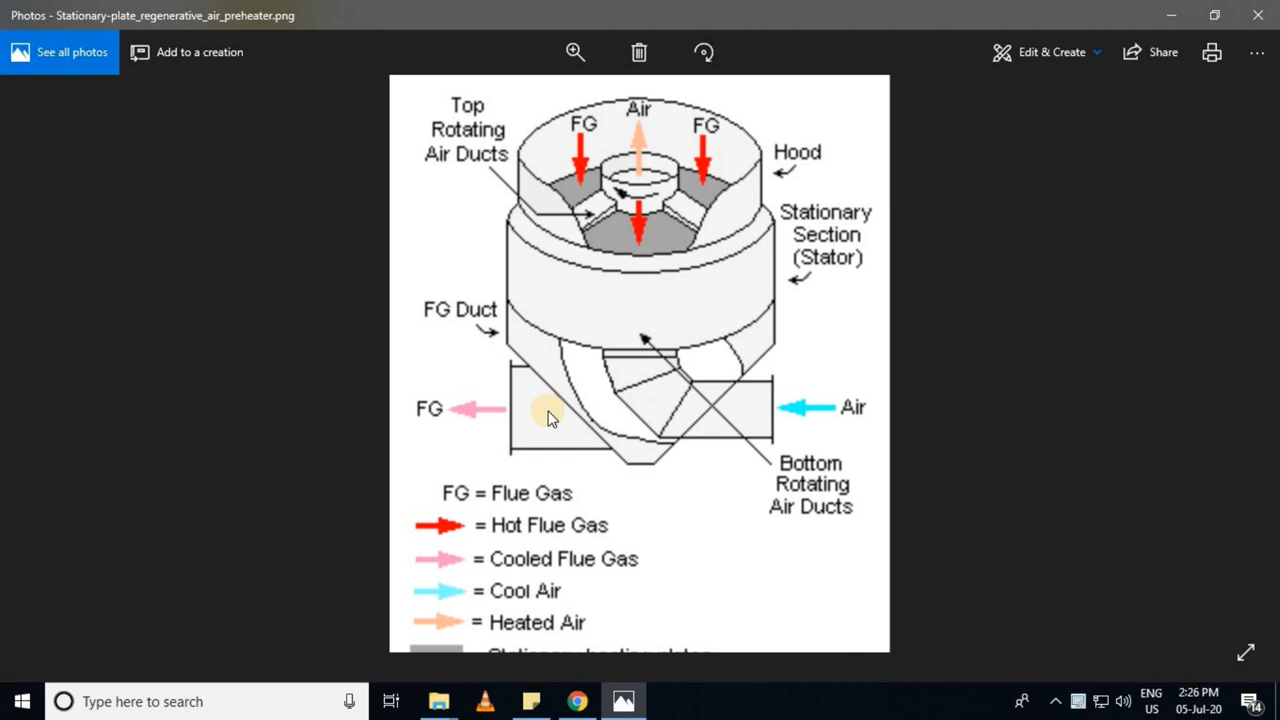 Photos - Stationary-plate_regenerative_air_preheater.png
See all photos
Add to a creation
Edit & Create
Share
Top
Rotating
Air Ducts
FG
Air
FG
Hood
Stationary
Section
(Stator)
FG Duct
FG
Air
Bottom
Rotating
Air Ducts
FG = Flue Gas
= Hot Flue Gas
= Cooled Flue Gas
= Cool Air
= Heated Air
Type here to search
ENG
US
2:26 PM
05-Jul-20
14